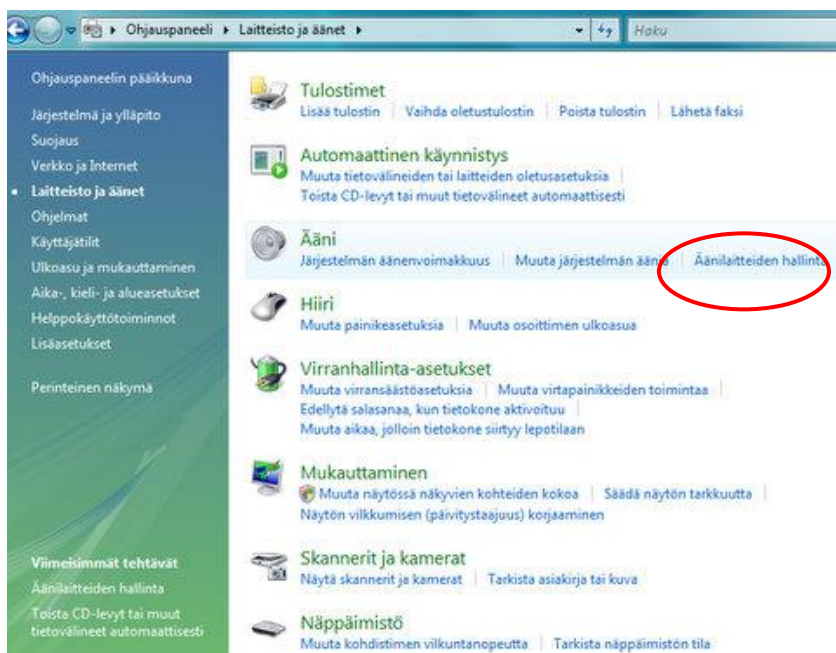 Ohjauspaneeli ▸ Laitteisto ja äänet ▸
Haku
Ohjauspaneelin pääikkuna
Järjestelmä ja ylläpito
Suojaus
Verkko ja Internet
• Laitteisto ja äänet
Ohjelmat
Käyttäjätilit
Ulkoasu ja mukauttaminen
Aika-, kieli- ja alueasetukset
Helppokäyttötoiminnot
Lisäasetukset
Perinteinen näkymä
Viimeisimmät tehtävät
Äänilaitteiden hallinta
Toista CD-levyt tai muut
tietovälineet automaattisesti
Tulostimet
Lisää tulostin | Vaihda oletustulostin | Poista tulostin | Lähetä faksi
Automaattinen käynnistys
Muuta tietovälineiden tai laitteiden oletusasetuksia
Toista CD-levyt tai muut tietovälineet automaattisesti
Ääni
Järjestelmän äänenvoimakkuus | Muuta järjestelmän ääniä | Äänilaitteiden hallinta
Hiiri
Muuta painikeasetuksia | Muuta osoittimen ulkoasua
Virranhallinta-asetukset
Muuta virransäästöasetuksia | Muuta virtapainikkeiden toimintaa
Edellytä salasanaa, kun tietokone aktivoituu
Muuta aikaa, jolloin tietokone siirtyy lepotilaan
Mukauttaminen
Muuta näytössä näkyvien kohteiden kokoa | Säädä näytön tarkkuutta
Näytön vilkkumisen (päivitystaajuus) korjaaminen
Skannerit ja kamerat
Näytä skannerit ja kamerat | Tarkista asiakirja tai kuva
Näppäimistö
Muuta kohdistimen vilkuntanopeutta | Tarkista näppäimistön tila